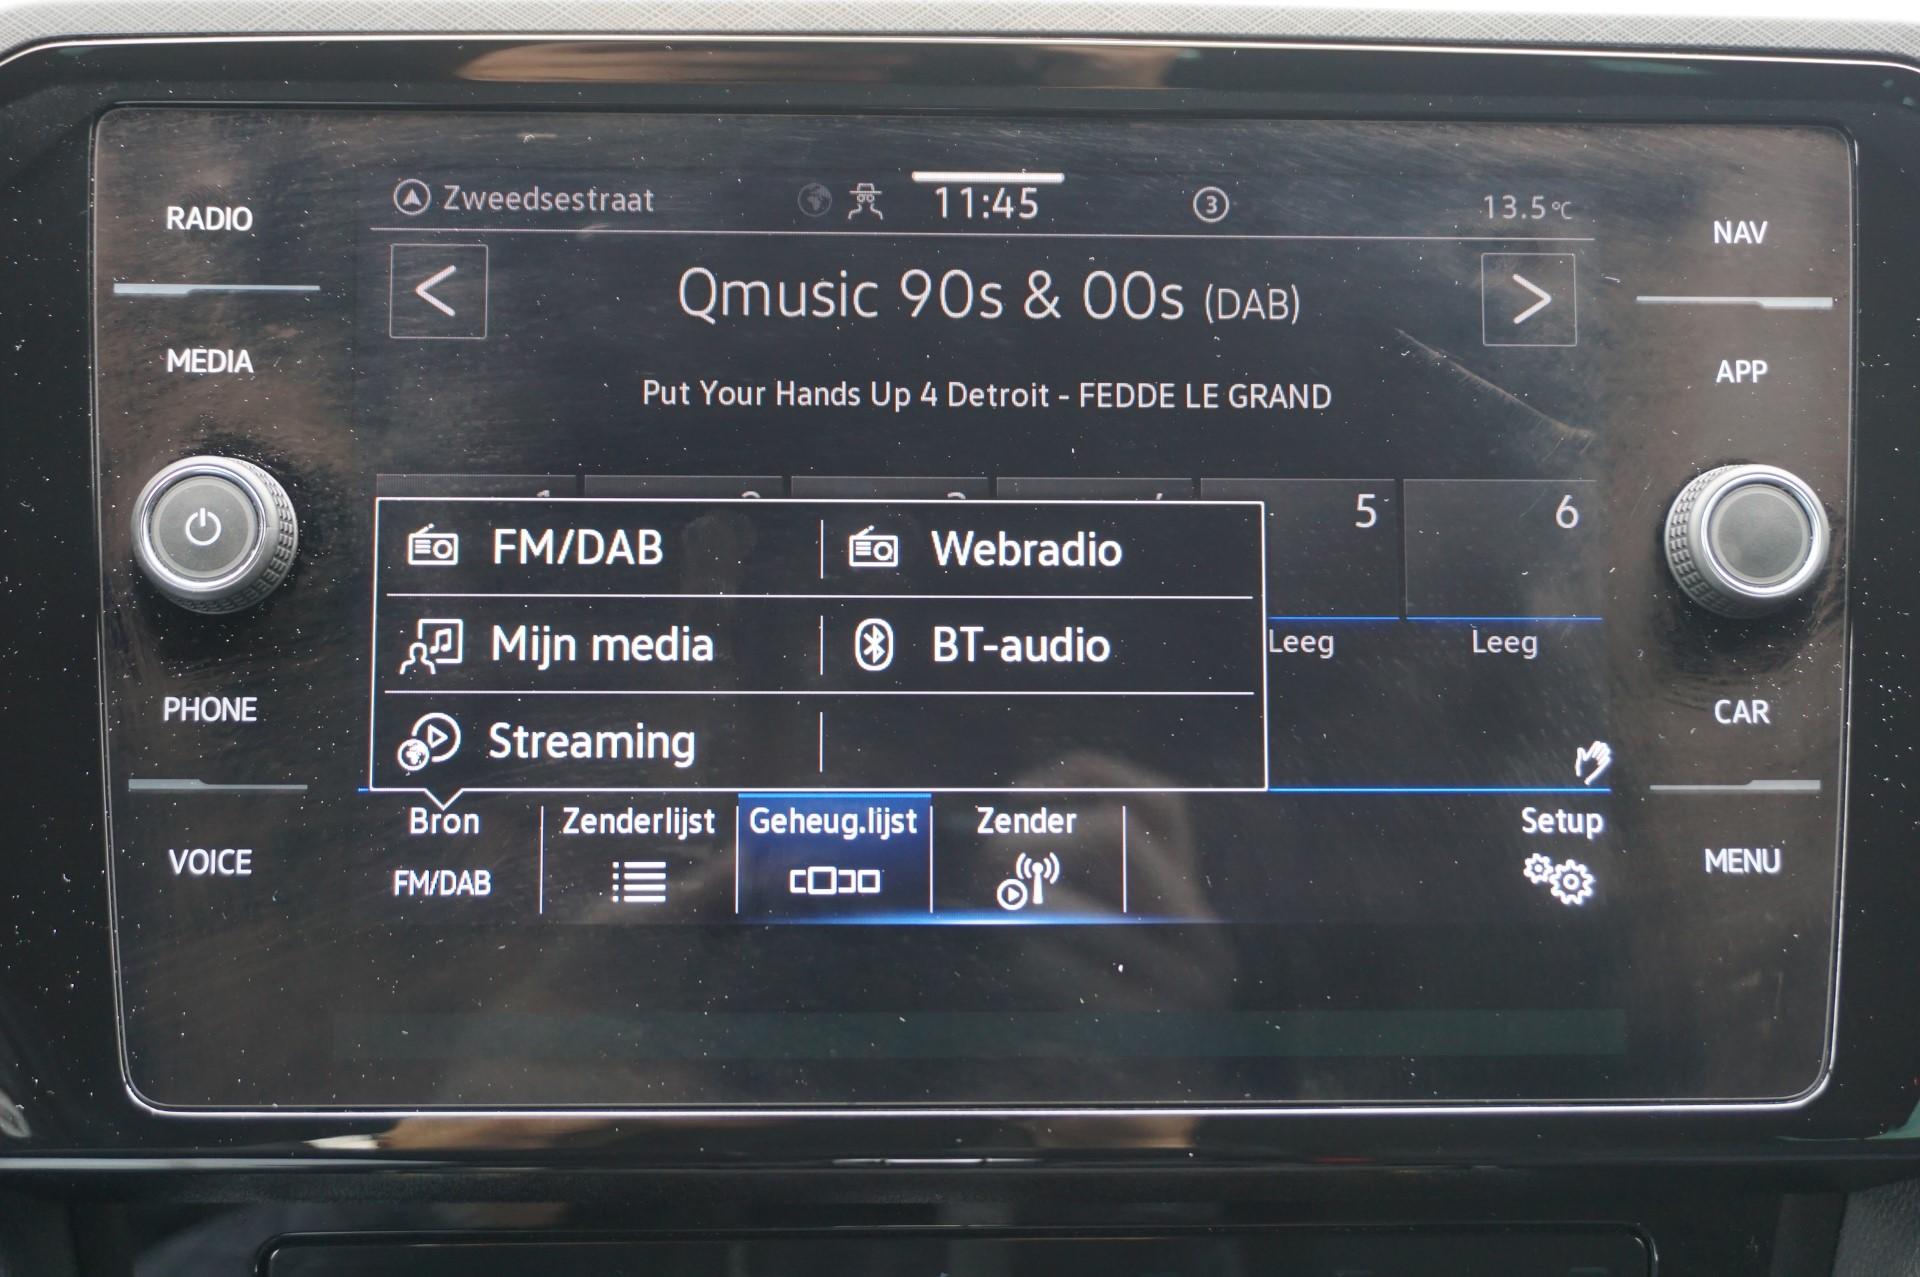 RADIO
MEDIA
PHONE
VOICE
Zweedsestraat
11:45
3
13.5°C
Qmusic 90s & 00s (DAB)
Put Your Hands Up 4 Detroit - FEDDE LE GRAND
5
6
FM/DAB
Webradio
Mijn media
BT-audio
Streaming
Leeg
Leeg
Bron
FM/DAB
Zenderlijst
Geheug.lijst
Zender
Setup
NAV
APP
CAR
MENU